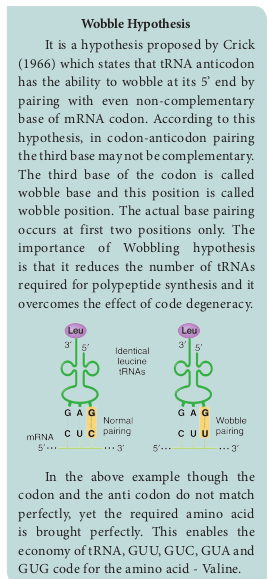 Wobble Hypothesis
It is a hypothesis proposed by Crick
(1966) which states that tRNA anticodon
has the ability to wobble at its 5’ end by
pairing with even non-complementary
base of mRNA codon. According to this
hypothesis, in codon-anticodon pairing
the third base may not be complementary.
The third base of the codon is called
wobble base and this position is called
wobble position. The actual base pairing
occurs at first two positions only. The
importance of Wobbling hypothesis
is that it reduces the number of tRNAs
required for polypeptide synthesis and it
overcomes the effect of code degeneracy.
Leu Leu
3′ 5′ Identical leucine tRNAs 3′ 5′
G A G Normal pairing G A G Wobble pairing
mRNA C U C C U U
5′ ••• ••• 3′ 5′ ••• ••• 3′
In the above example though the
codon and the anti codon do not match
perfectly, yet the required amino acid
is brought perfectly. This enables the
economy of tRNA, GUU, GUC, GUA and
GUG code for the amino acid - Valine.